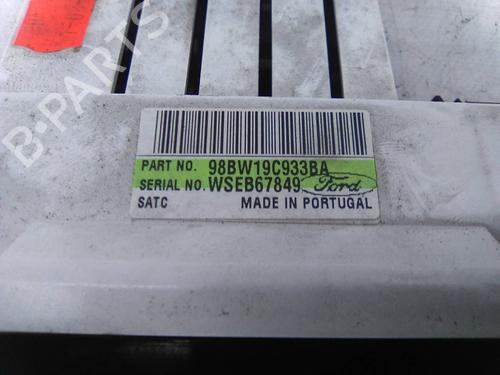 B-PARTS
PART NO. 98BW19C933BA
SERIAL NO. WSEB67849 Ford
SATC MADE IN PORTUGAL